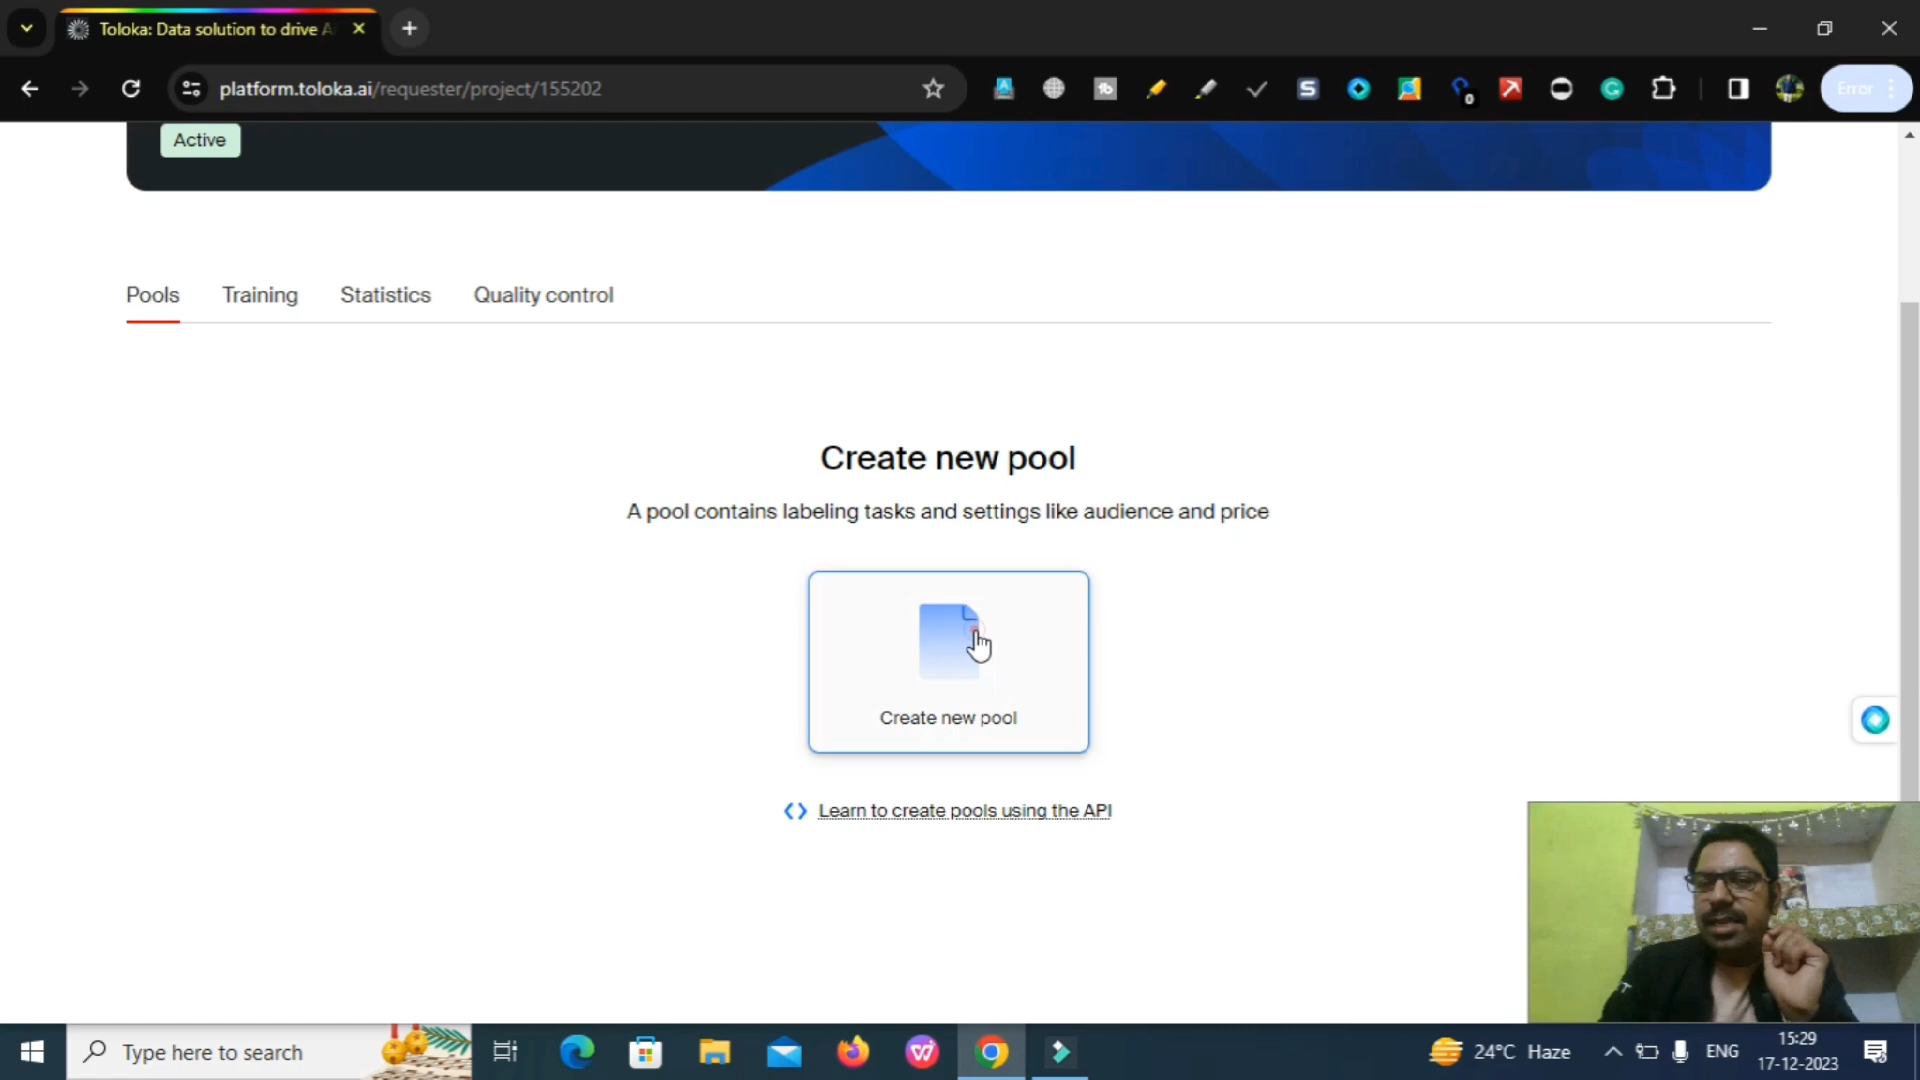 Toloka: Data solution to drive A
platform.toloka.ai/requester/project/155202
Error
Active
Pools Training Statistics Quality control
Create new pool
A pool contains labeling tasks and settings like audience and price
Create new pool
Learn to create pools using the API
Type here to search
24°C Haze
ENG
15:29
17-12-2023